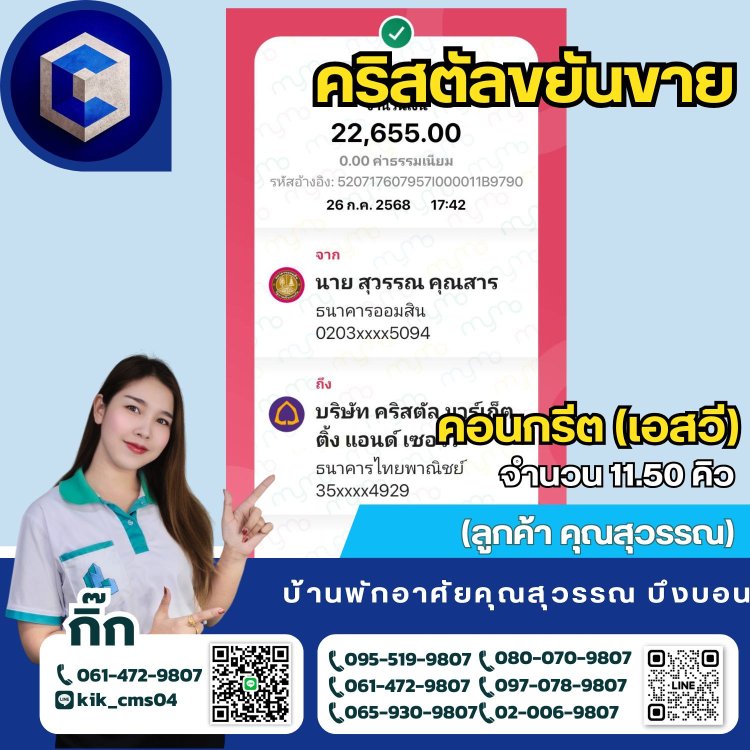 คริสตัลขยันขาย
22,655.00
0.00 ค่าธรรมเนียม
รหัสอ้างอิง: 520717607957I000011B9790
26 ก.ค. 2568 17:42
จาก
นาย สุวรรณ คุณสาร
ธนาคารออมสิน
0203xxxx5094
ถึง
บริษัท คริสตัล มาร์เก็ต
ติ้ง แอนด์
ธนาคารไทยพาณิชย์
35xxxx4929
คอนกรีต (เอสวี)
จำนวน 11.50 คิว
(ลูกค้า คุณสุวรรณ)
บ้านพักอาศัยคุณสุวรรณ บึงบอน
กิ๊ก
061-472-9807
kik_cms04
095-519-9807 080-070-9807
061-472-9807 097-078-9807
065-930-9807 02-006-9807
LINE